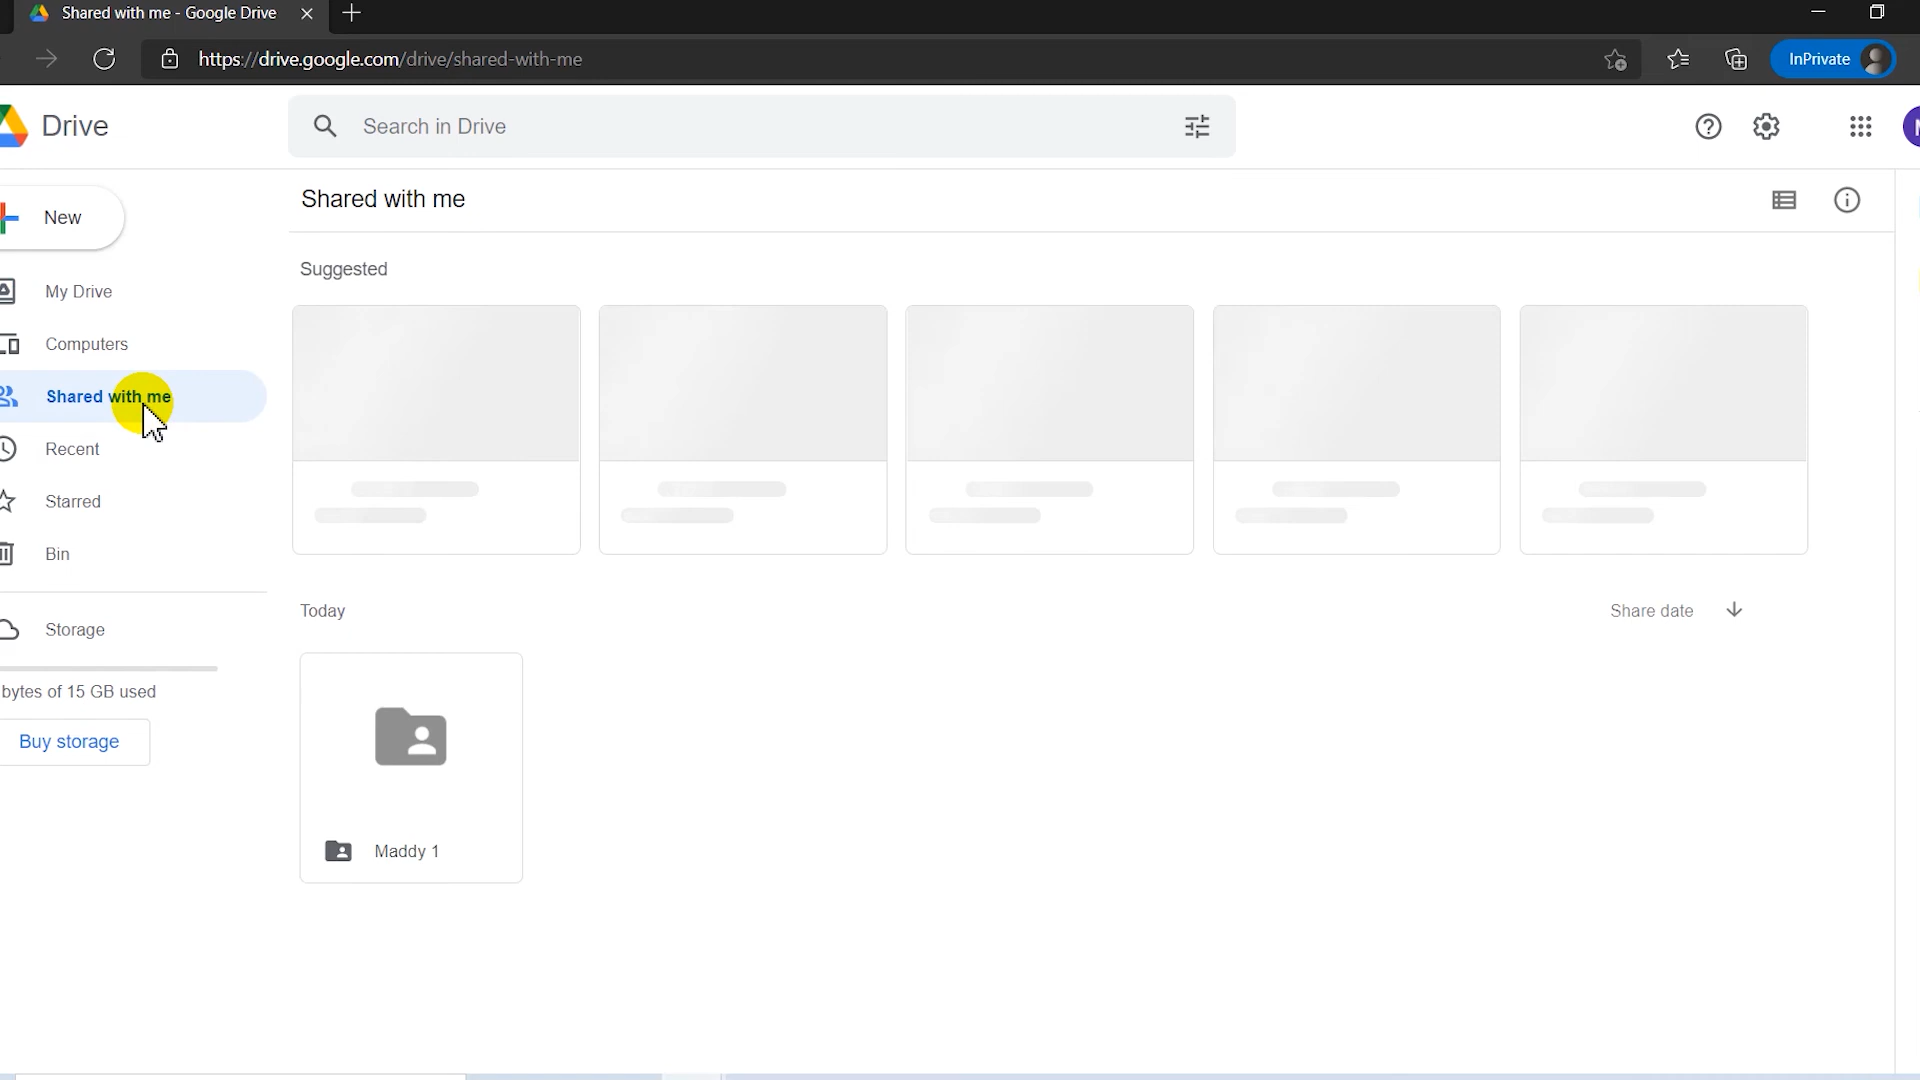 Shared with me - Google Drive
https://drive.google.com/drive/shared-with-me
InPrivate
Drive
Search in Drive
New
Shared with me
My Drive
Suggested
Computers
Shared with me
Recent
Starred
Bin
Today
Share date
Storage
bytes of 15 GB used
Buy storage
Maddy 1